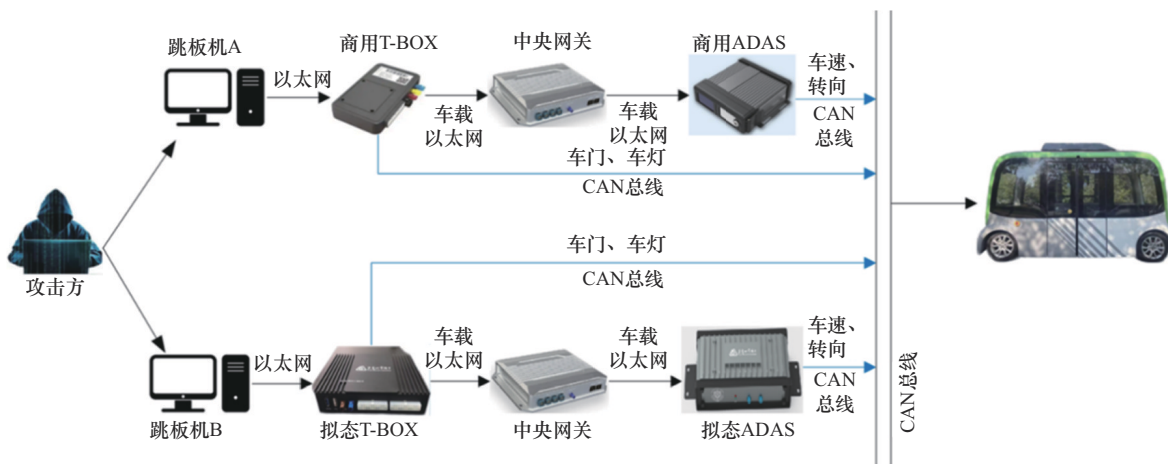 跳板机A
商用T-BOX
中央网关
商用ADAS
以太网
车载
以太网
车载
以太网
车速、
转向
CAN
总线
车门、车灯
CAN总线
攻击方
车门、车灯
CAN总线
以太网
车载
以太网
车载
以太网
车速、
转向
CAN
总线
跳板机B
拟态T-BOX
中央网关
拟态ADAS
CAN总线